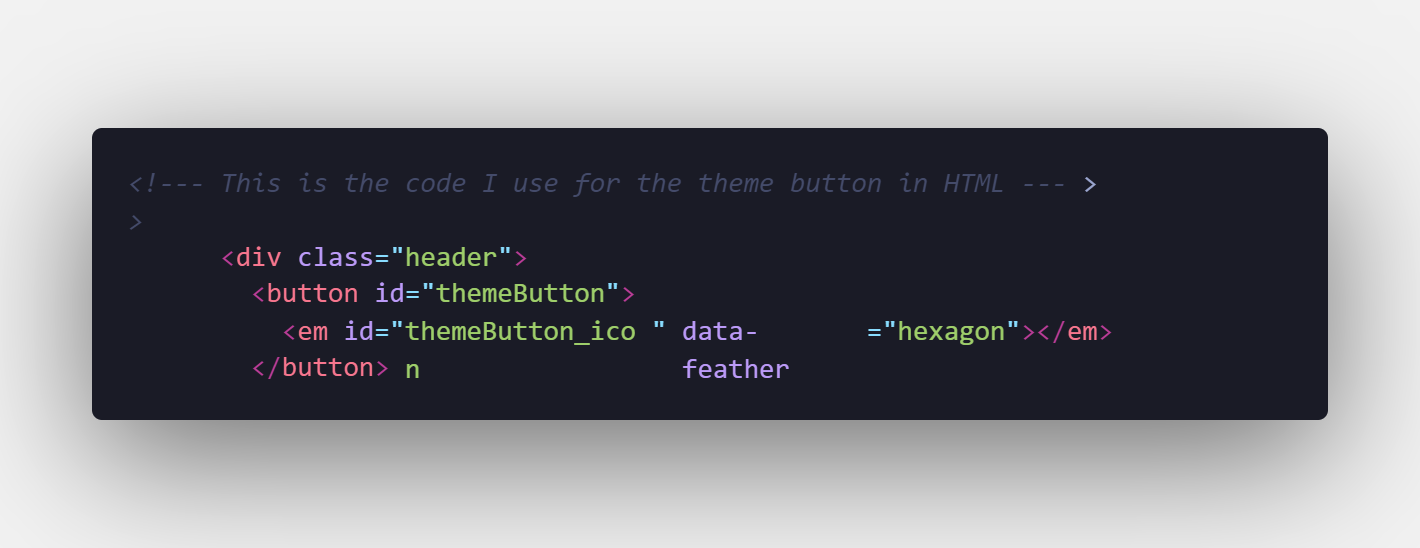 <!--- This is the code I use for the theme button in HTML --- >
>
<div class="header">
<button id="themeButton">
<em id="themeButton_ico " data- ="hexagon"></em>
</button> n feather